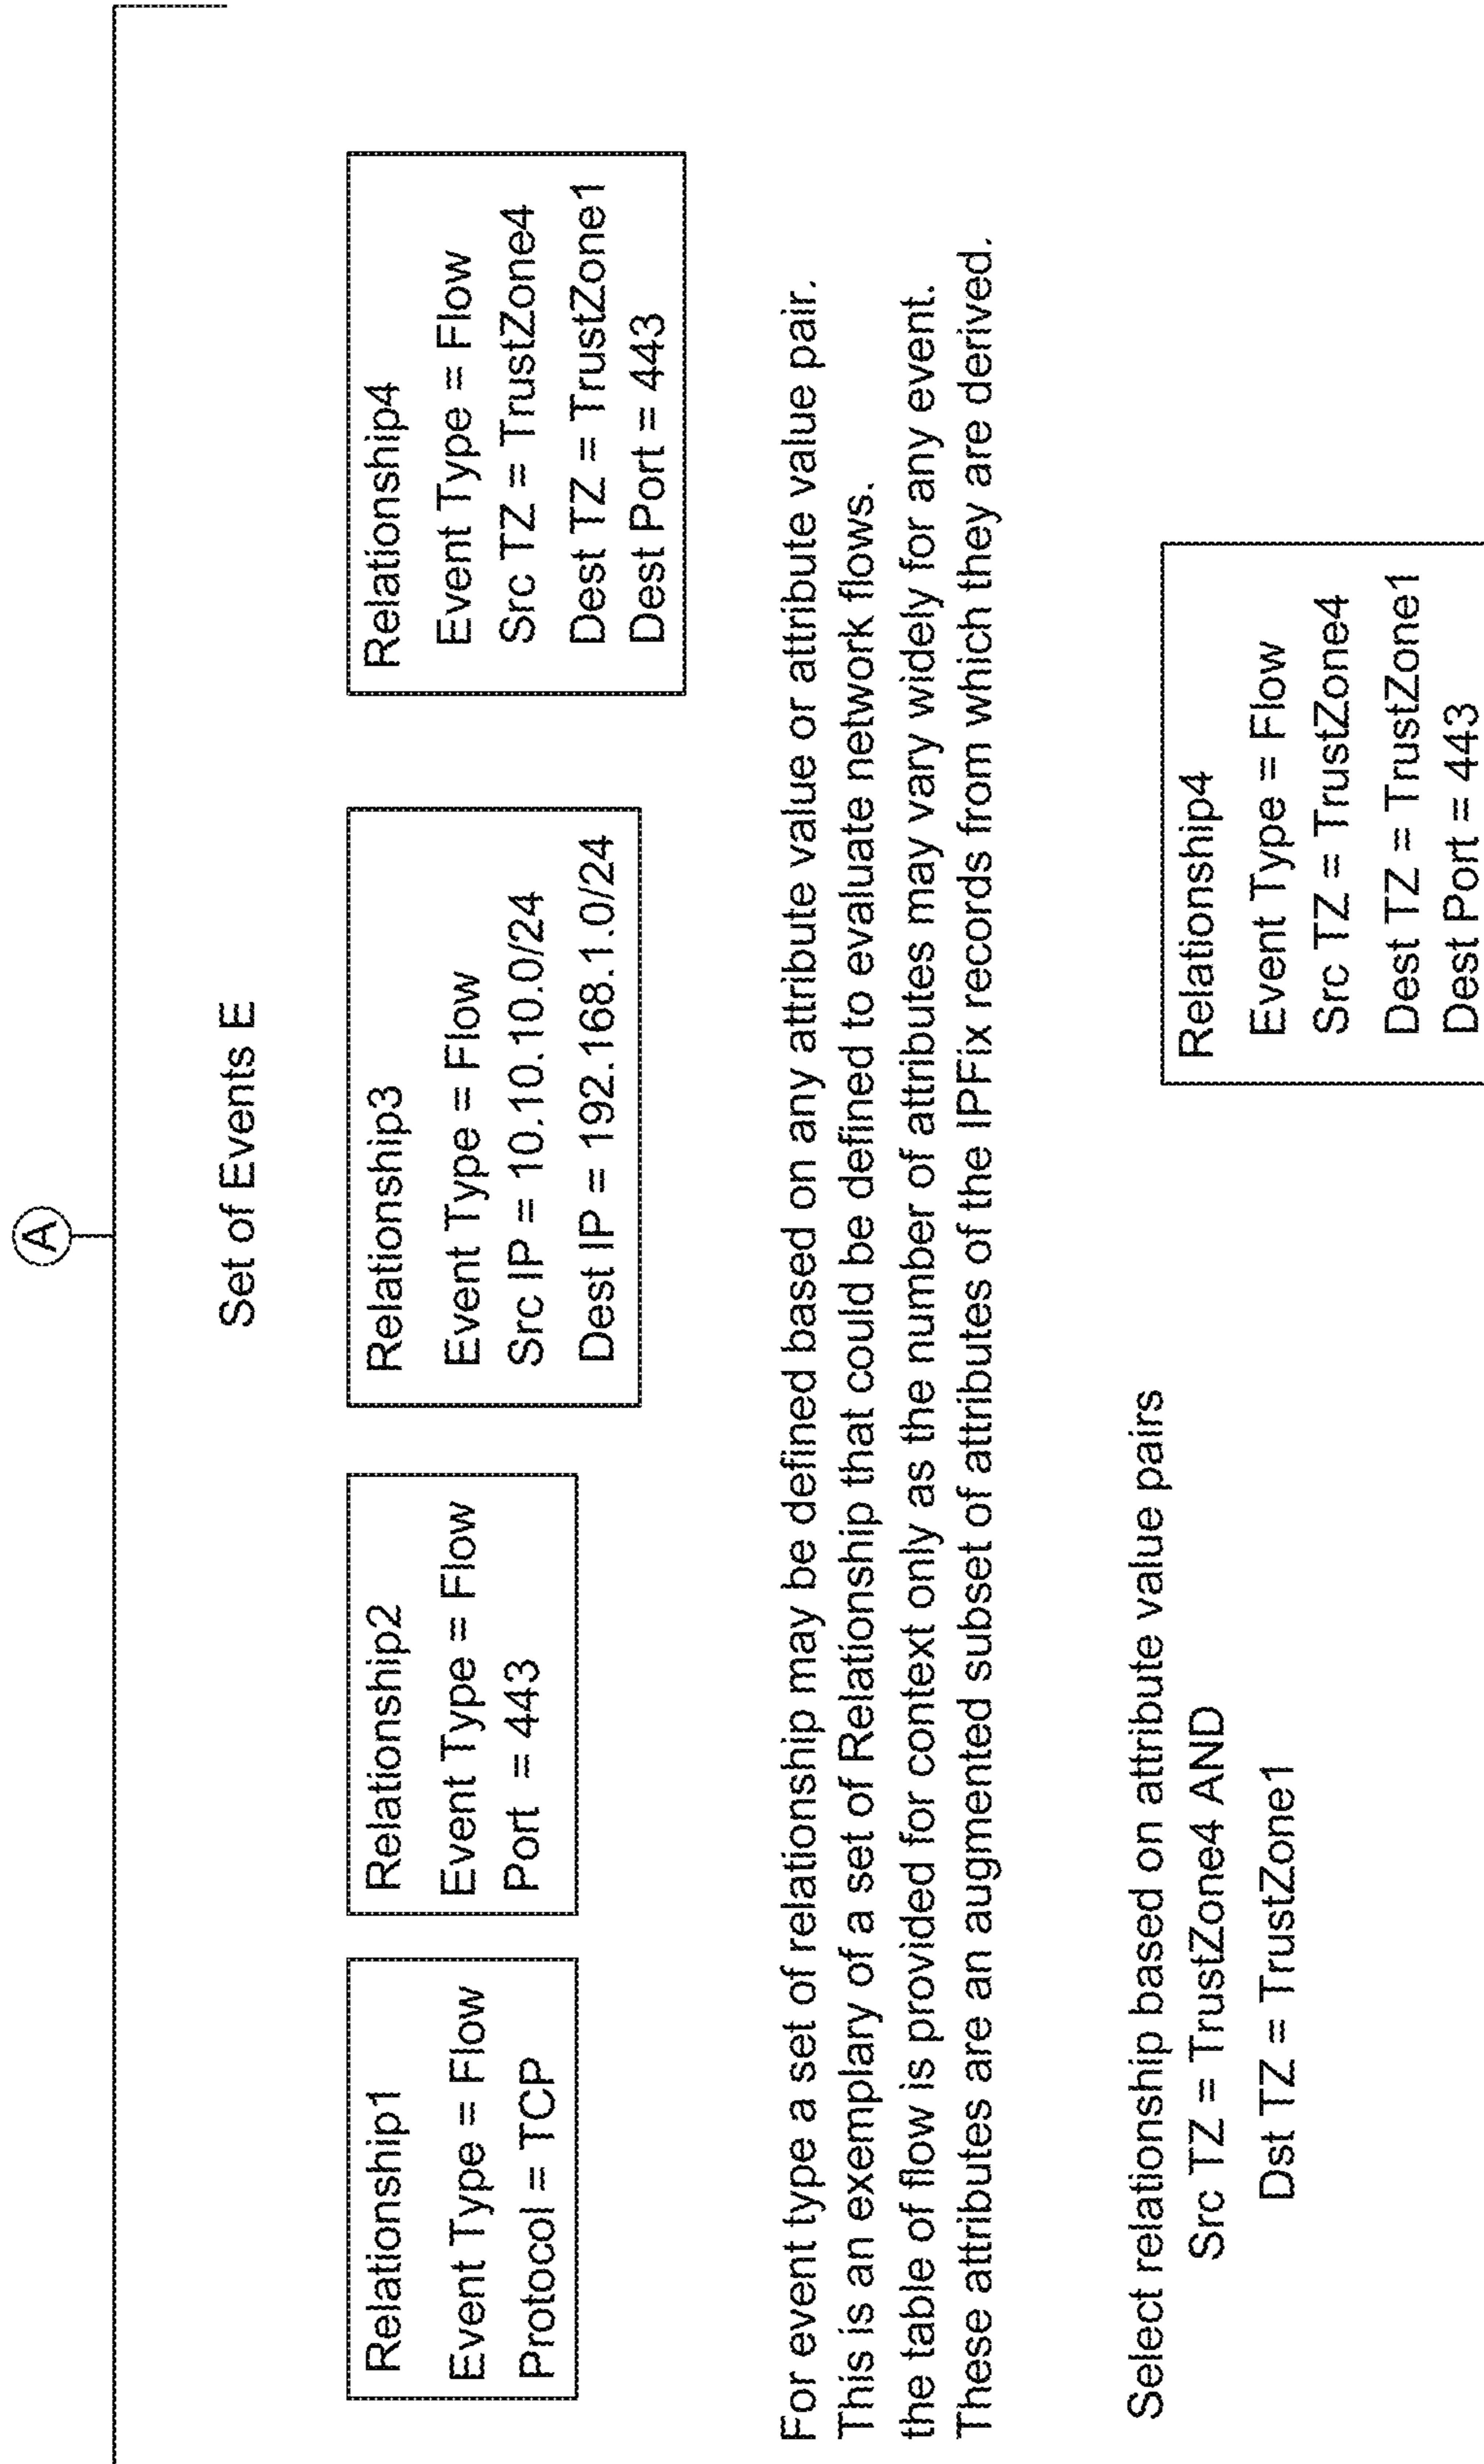 A
Set of Events E
Relationship1
Event Type = Flow
Protocol = TCP
Relationship2
Event Type = Flow
Port = 443
Relationship3
Event Type = Flow
Src IP = 10.10.10.0/24
Dest IP = 192.168.1.0/24
Relationship4
Event Type = Flow
Src TZ = TrustZone4
Dest TZ = TrustZone1
Dest Port = 443
For event type a set of relationship may be defined based on any attribute value or attribute value pair.
This is an exemplary of a set of Relationship that could be defined to evaluate network flows.
the table of flow is provided for context only as the number of attributes may vary widely for any event.
These attributes are an augmented subset of attributes of the IPFix records from which they are derived.
Select relationship based on attribute value pairs
Src TZ = TrustZone4 AND
Dst TZ = TrustZone1
Relationship4
Event Type = Flow
Src TZ = TrustZone4
Dest TZ = TrustZone1
Dest Port = 443